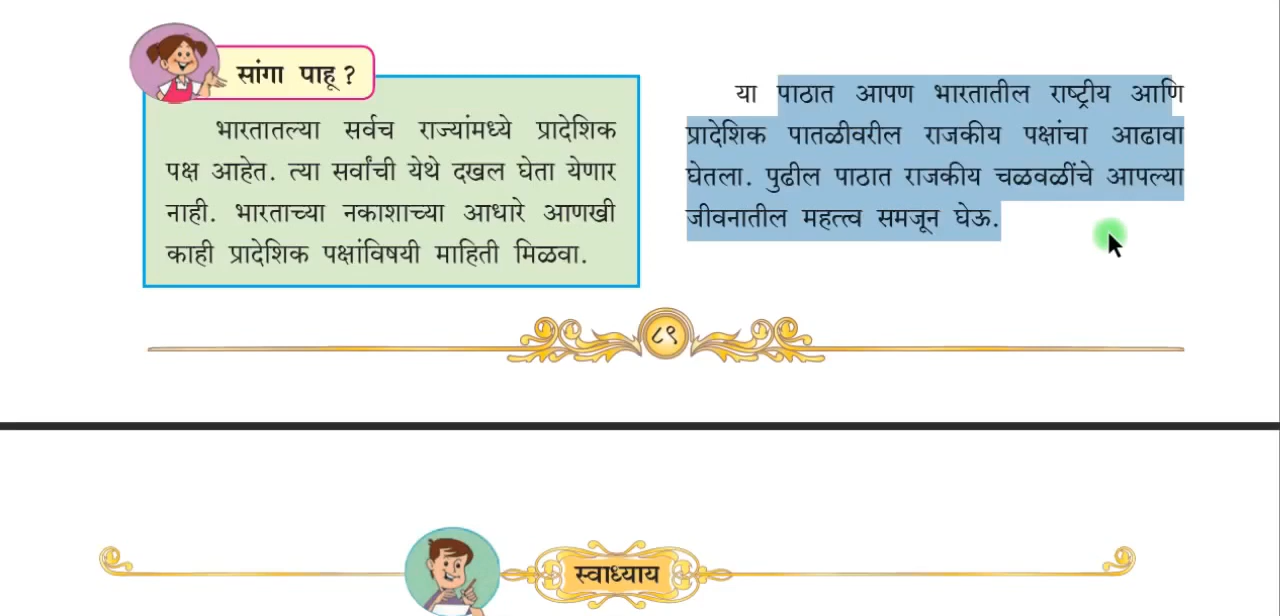 सांगा पाहू ?
भारतातल्या सर्वच राज्यांमध्ये प्रादेशिक
पक्ष आहेत. त्या सर्वांची येथे दखल घेता येणार
नाही. भारताच्या नकाशाच्या आधारे आणखी
काही प्रादेशिक पक्षांविषयी माहिती मिळवा.
या पाठात आपण भारतातील राष्ट्रीय आणि
प्रादेशिक पातळीवरील राजकीय पक्षांचा आढावा
घेतला. पुढील पाठात राजकीय चळवळींचे आपल्या
जीवनातील महत्त्व समजून घेऊ.
८९
स्वाध्याय